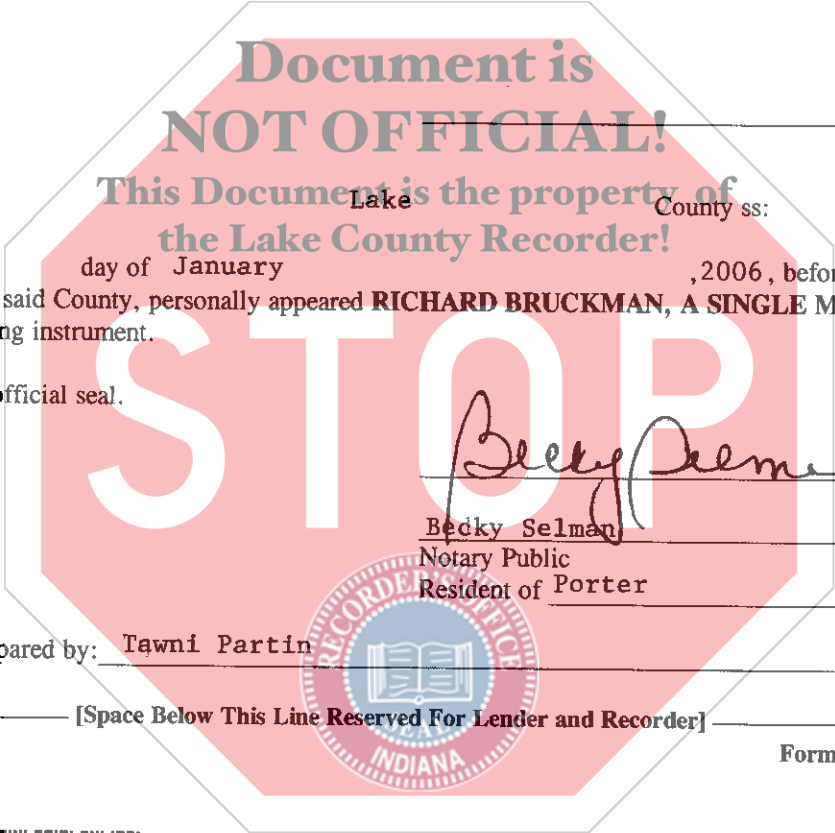 Document is
NOT OFFICIAL!
This Document is the property of
the Lake County Recorder!
Lake County ss:
day of January ,2006, befor
said County, personally appeared RICHARD BRUCKMAN, A SINGLE M
ng instrument.
official seal.
STOP
Becky Selma
Becky Selman
Notary Public
Resident of Porter
RECORDER'S OFFICE
pared by: Tawni Partin
[Space Below This Line Reserved For Lender and Recorder]
SEAL
INDIANA
Form